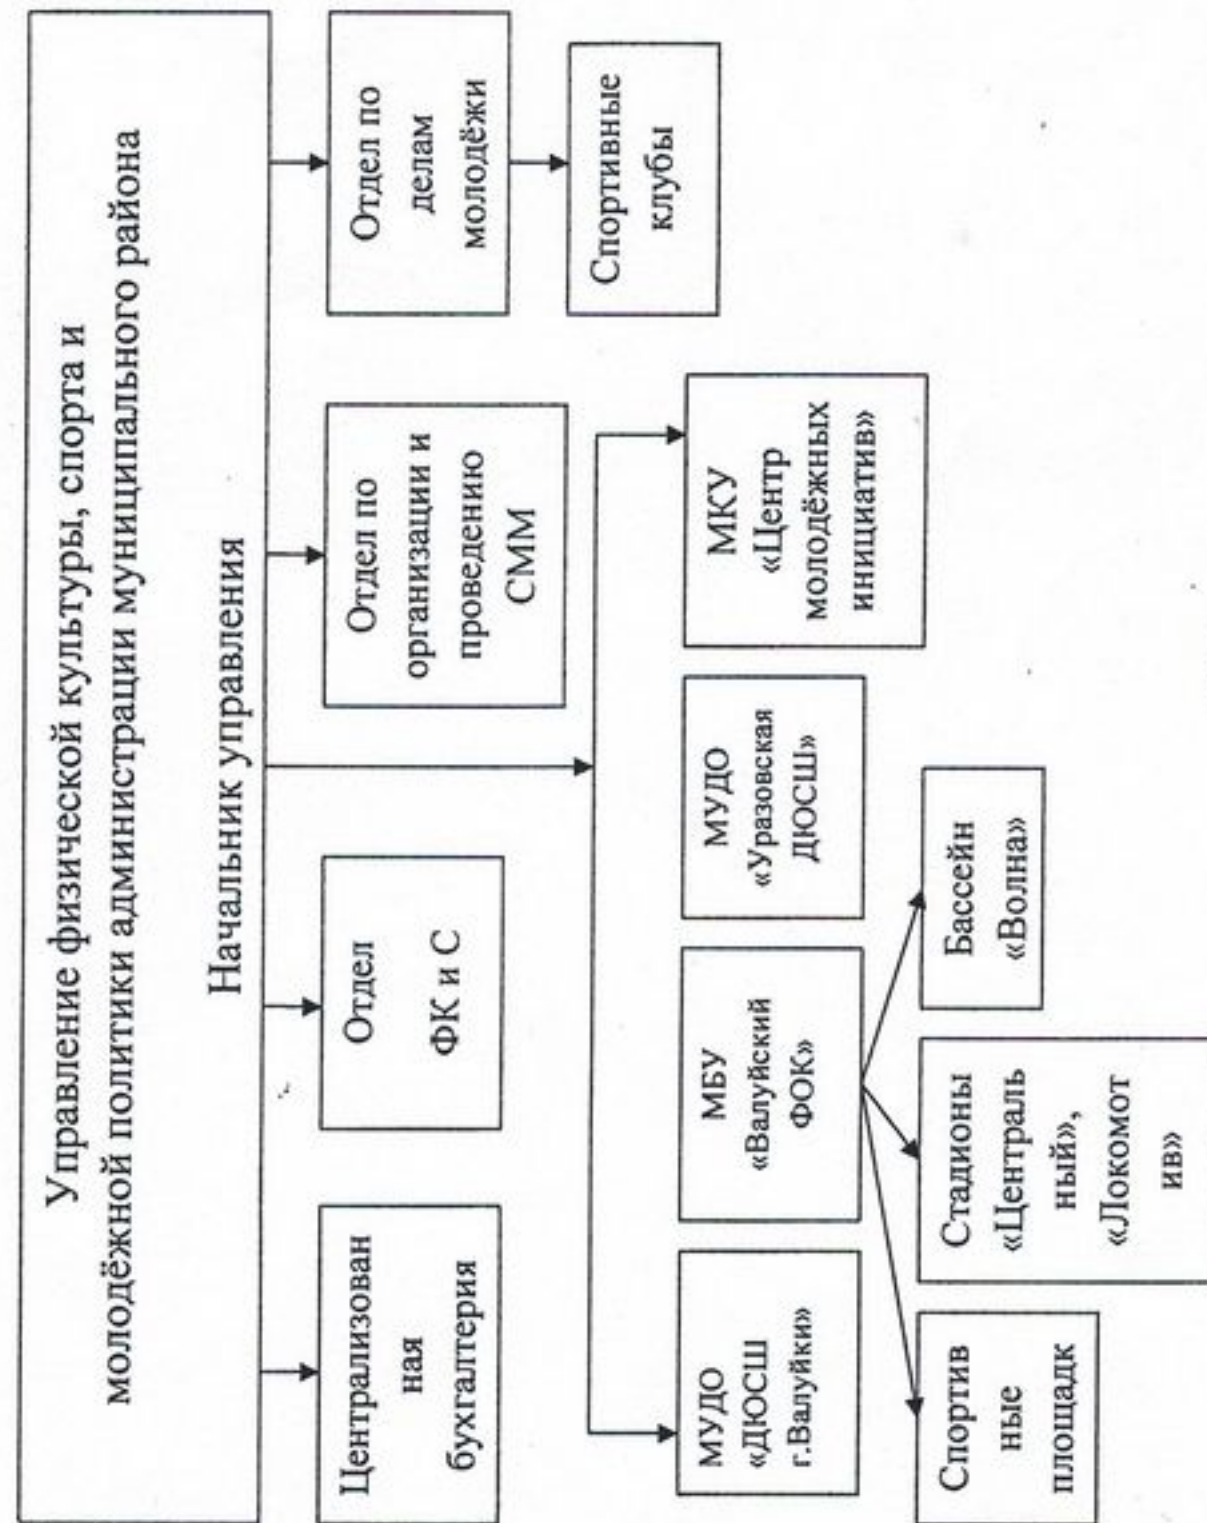 Управление физической культуры, спорта и
молодёжной политики администрации муниципального района
Начальник управления
Централизован
ная
бухгалтерия
Отдел
ФК и С
Отдел по
организации и
проведению
СММ
Отдел по
делам
молодёжи
Спортивные
клубы
МУДО
«ДЮСШ
г.Валуйки»
МБУ
«Валуйский
ФОК»
МУДО
«Уразовская
ДЮСШ»
МКУ
«Центр
молодёжных
инициатив»
Спортив
ные
площадк
Стадионы
«Централь
ный»,
«Локомот
ив»
Бассейн
«Волна»